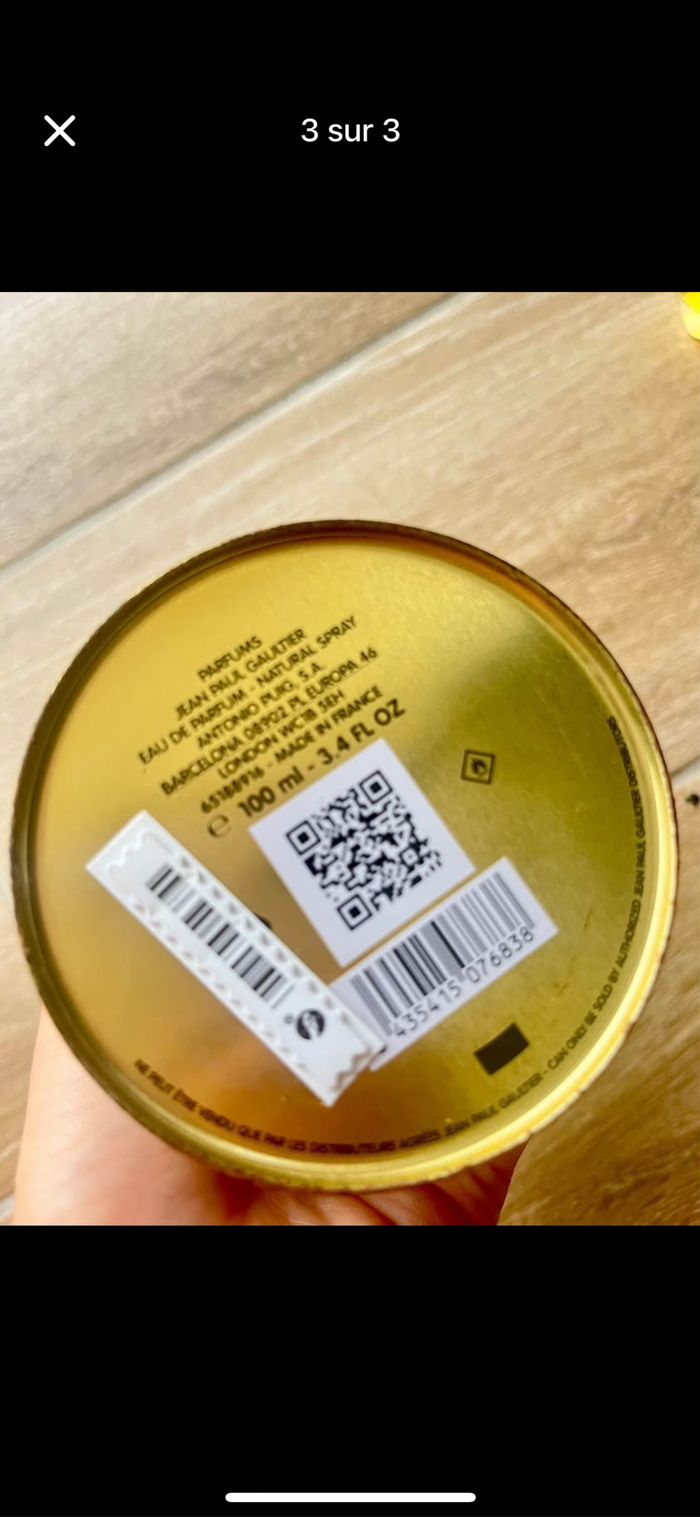 3 sur 3
PARFUMS
JEAN PAUL GAULTIER
EAU DE PARFUM - NATURAL SPRAY
ANTONIO PUIG, S.A.
BARCELONA 08902 PL EUROPA 46
LONDON WC1B 5EH
65188916 - MADE IN FRANCE
℮ 100 ml - 3.4 FL OZ
435415 076838
NE PEUT ÊTRE VENDU QUE PAR LES DISTRIBUTEURS AGRÉÉS JEAN PAUL GAULTIER - CAN ONLY BE SOLD BY AUTHORIZED JEAN PAUL GAULTIER DISTRIBUTORS